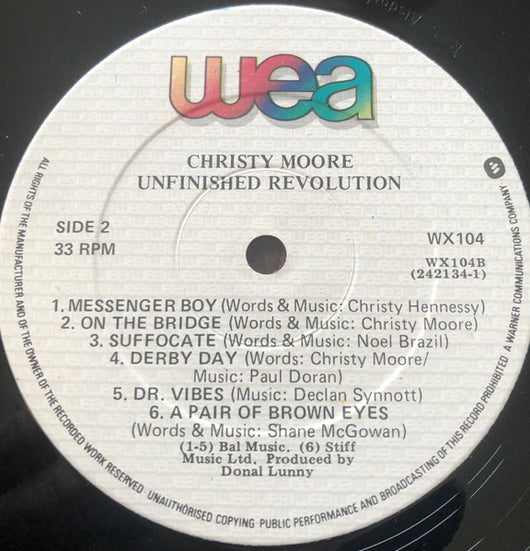 wea
CHRISTY MOORE
UNFINISHED REVOLUTION
SIDE 2
33 RPM
WX104
WX104B
(242134-1)
1. MESSENGER BOY (Words & Music: Christy Hennessy)
2. ON THE BRIDGE (Words & Music: Christy Moore)
3. SUFFOCATE (Words & Music: Noel Brazil)
4. DERBY DAY (Words: Christy Moore/
Music: Paul Doran)
5. DR. VIBES (Music: Declan Synnott)
6. A PAIR OF BROWN EYES
(Words & Music: Shane McGowan)
(1-5) Bal Music. (6) Stiff
Music Ltd, Produced by
Donal Lunny
ALL RIGHTS OF THE MANUFACTURER AND OF THE OWNER OF THE RECORDED WORK RESERVED UNAUTHORISED COPYING PUBLIC PERFORMANCE AND BROADCASTING OF THIS RECORD PROHIBITED A WARNER COMMUNICATIONS COMPANY